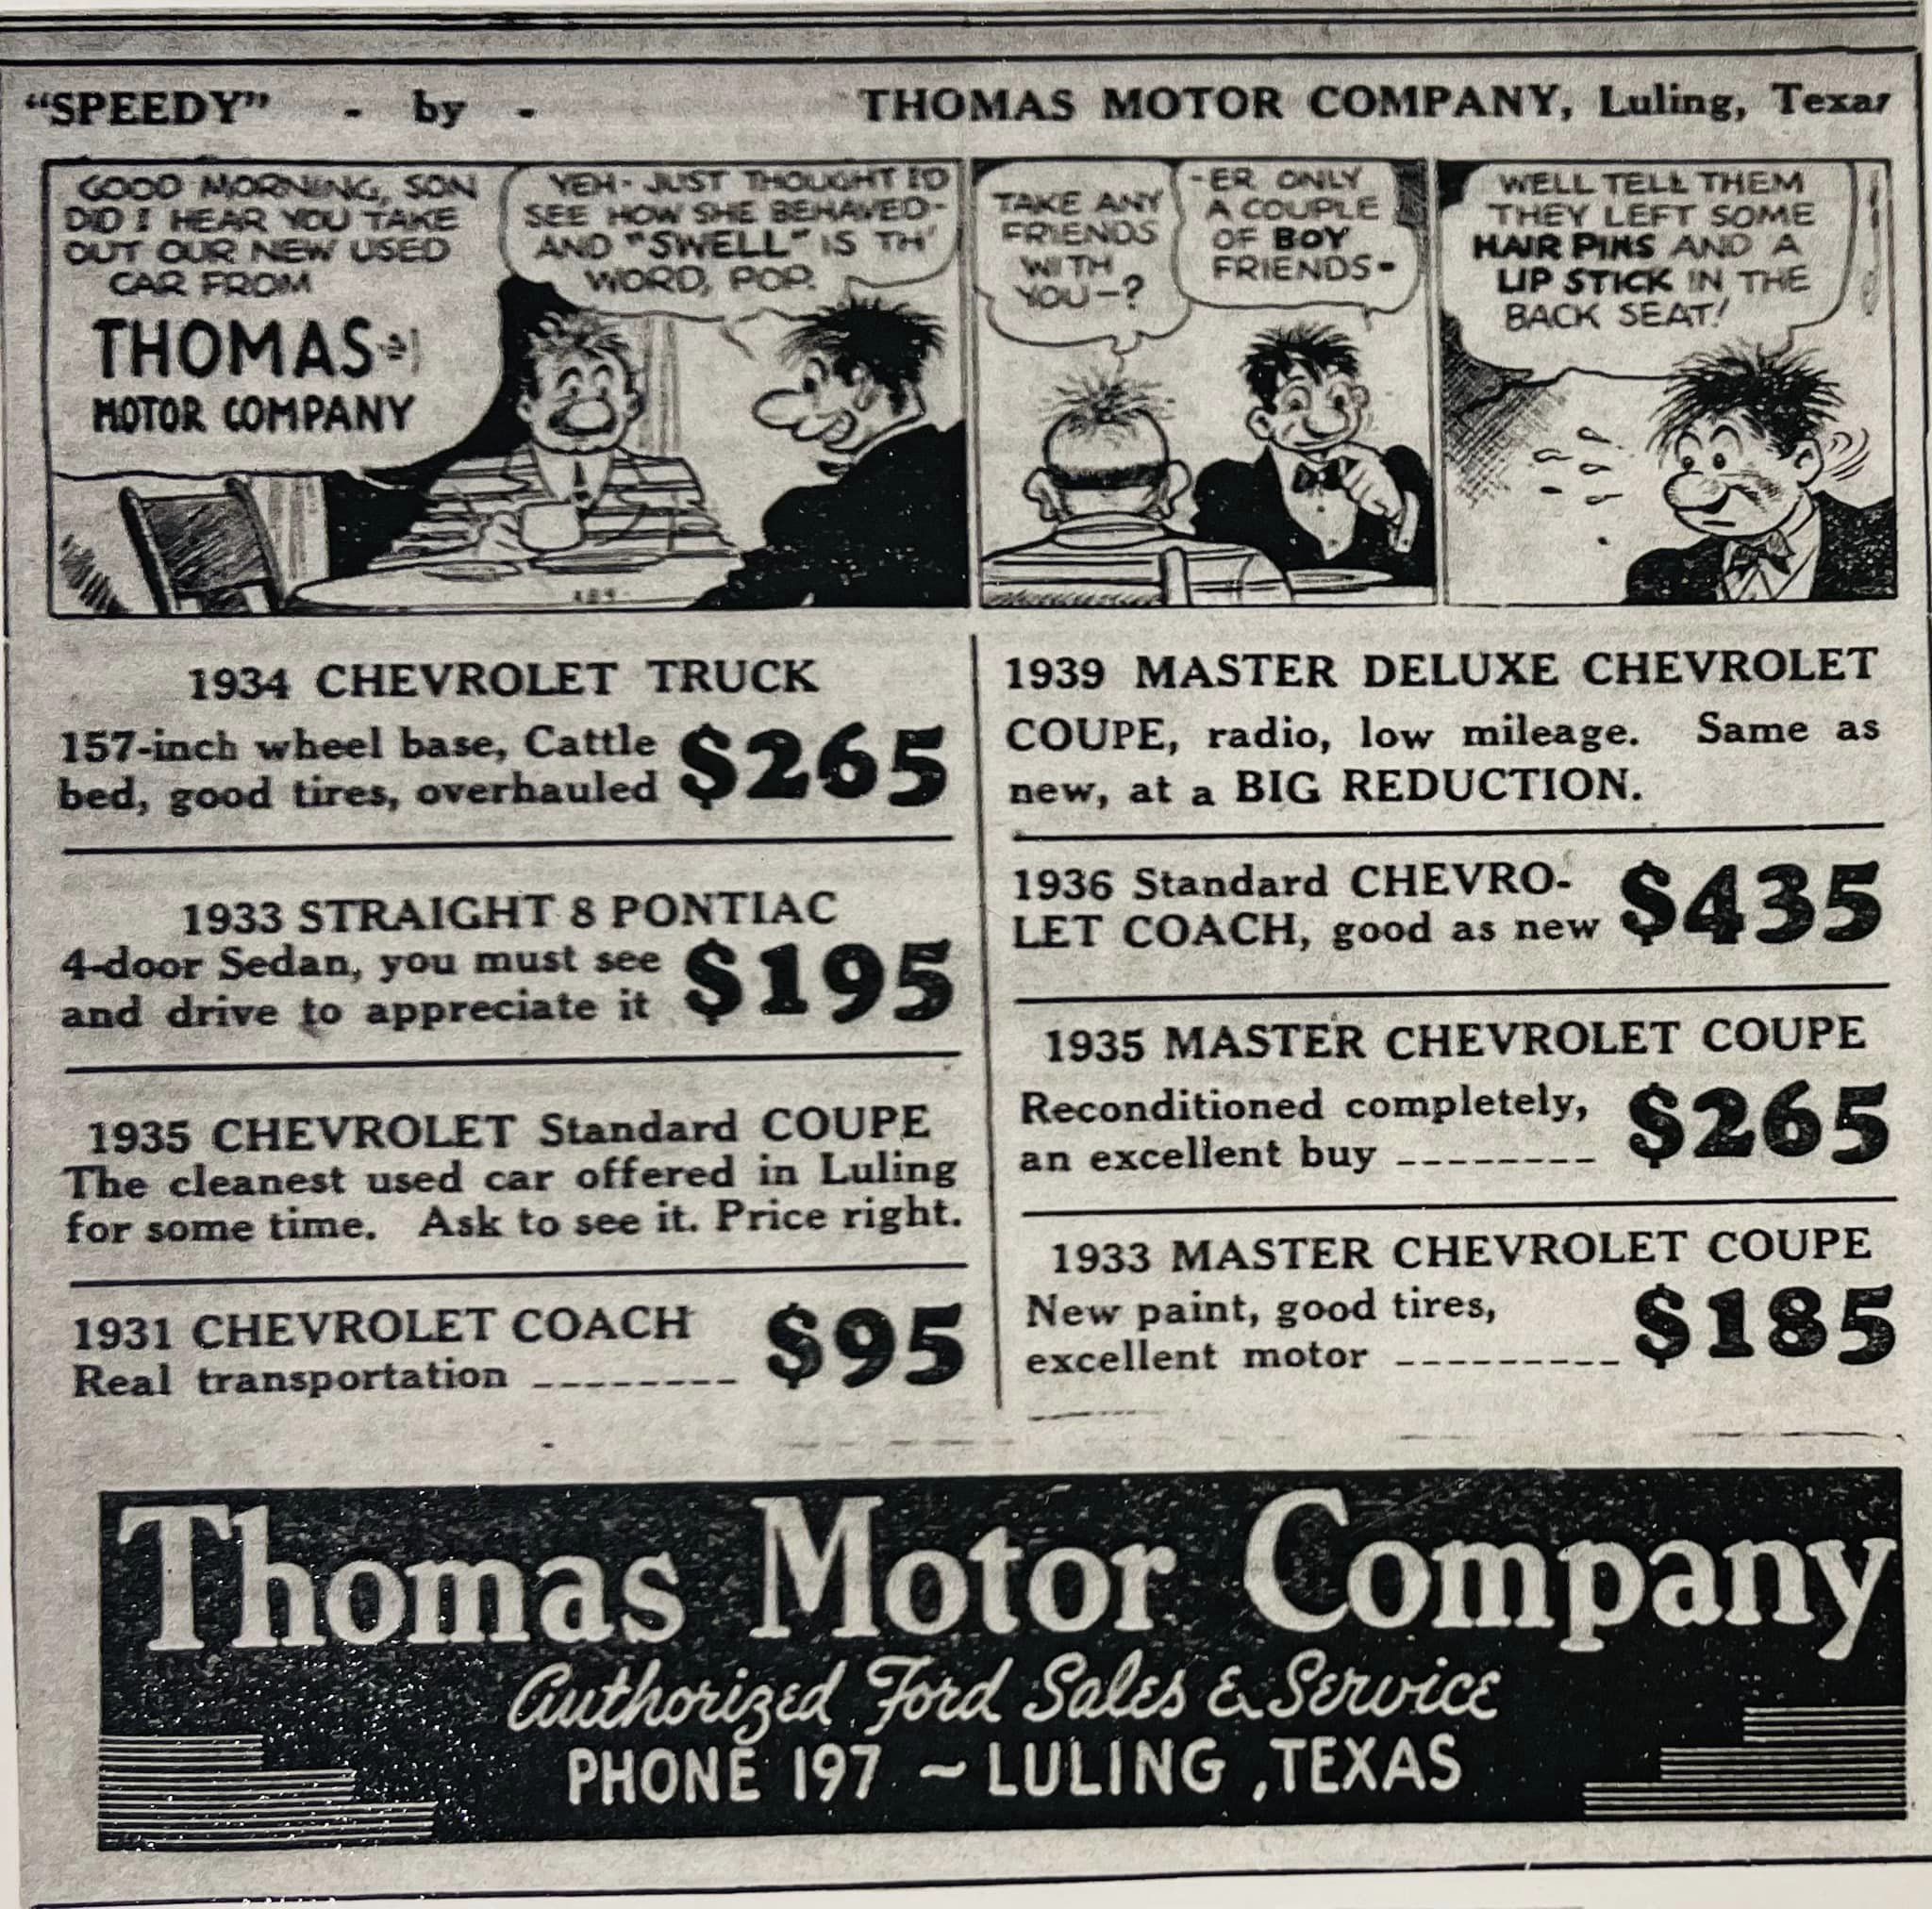 "SPEEDY" - by - THOMAS MOTOR COMPANY, Luling, Texas
GOOD MORNING, SON
DID I HEAR YOU TAKE
OUT OUR NEW USED
CAR FROM
THOMAS
MOTOR COMPANY
YEH- JUST THOUGHT I'D
SEE HOW SHE BEHAVED-
AND "SWELL" IS TH'
WORD, POP.
TAKE ANY
FRIENDS
WITH
YOU-?
-ER ONLY
A COUPLE
OF BOY
FRIENDS-
WELL TELL THEM
THEY LEFT SOME
HAIR PINS AND A
LIP STICK IN THE
BACK SEAT!
1934 CHEVROLET TRUCK
157-inch wheel base, Cattle
bed, good tires, overhauled
$265
1933 STRAIGHT 8 PONTIAC
4-door Sedan, you must see
and drive to appreciate it
$195
1935 CHEVROLET Standard COUPE
The cleanest used car offered in Luling
for some time. Ask to see it. Price right.
1931 CHEVROLET COACH
Real transportation --------
$95
1939 MASTER DELUXE CHEVROLET
COUPE, radio, low mileage. Same as
new, at a BIG REDUCTION.
1936 Standard CHEVRO-
LET COACH, good as new
$435
1935 MASTER CHEVROLET COUPE
Reconditioned completely,
an excellent buy --------
$265
1933 MASTER CHEVROLET COUPE
New paint, good tires,
excellent motor ---------
$185
Thomas Motor Company
Authorized Ford Sales & Service
PHONE 197 ~ LULING, TEXAS